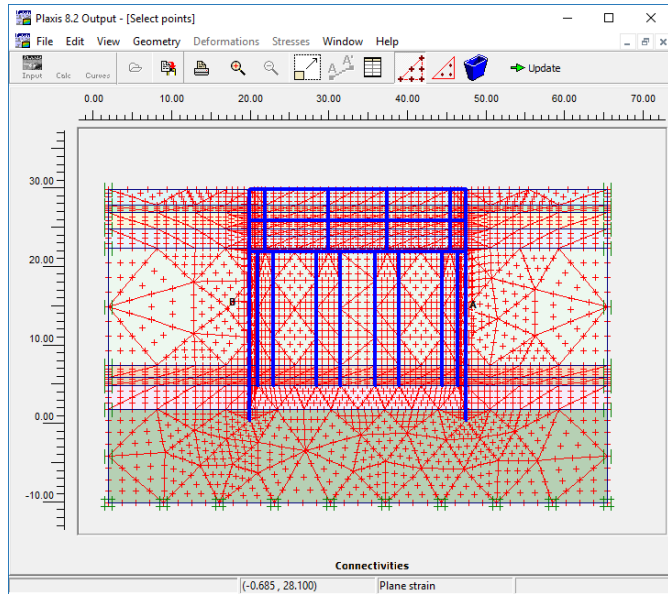 Plaxis 8.2 Output - [Select points]
File Edit View Geometry Deformations Stresses Window Help
Input Calc Curves Update
0.00 10.00 20.00 30.00 40.00 50.00 60.00 70.00
30.00
20.00
B A
10.00
0.00
-10.00
Connectivities
(-0.685 , 28.100) Plane strain